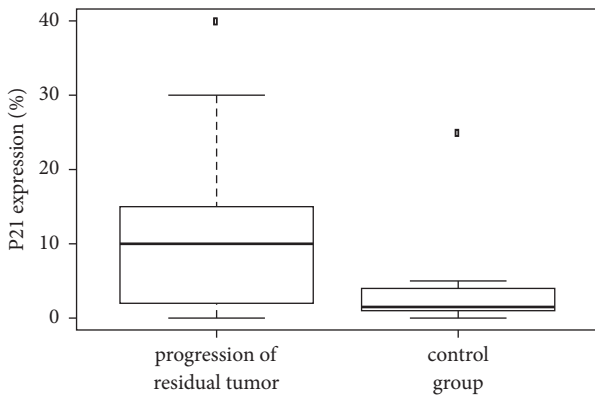 40
30
20
10
0
P21 expression (%)
progression of
residual tumor
control
group